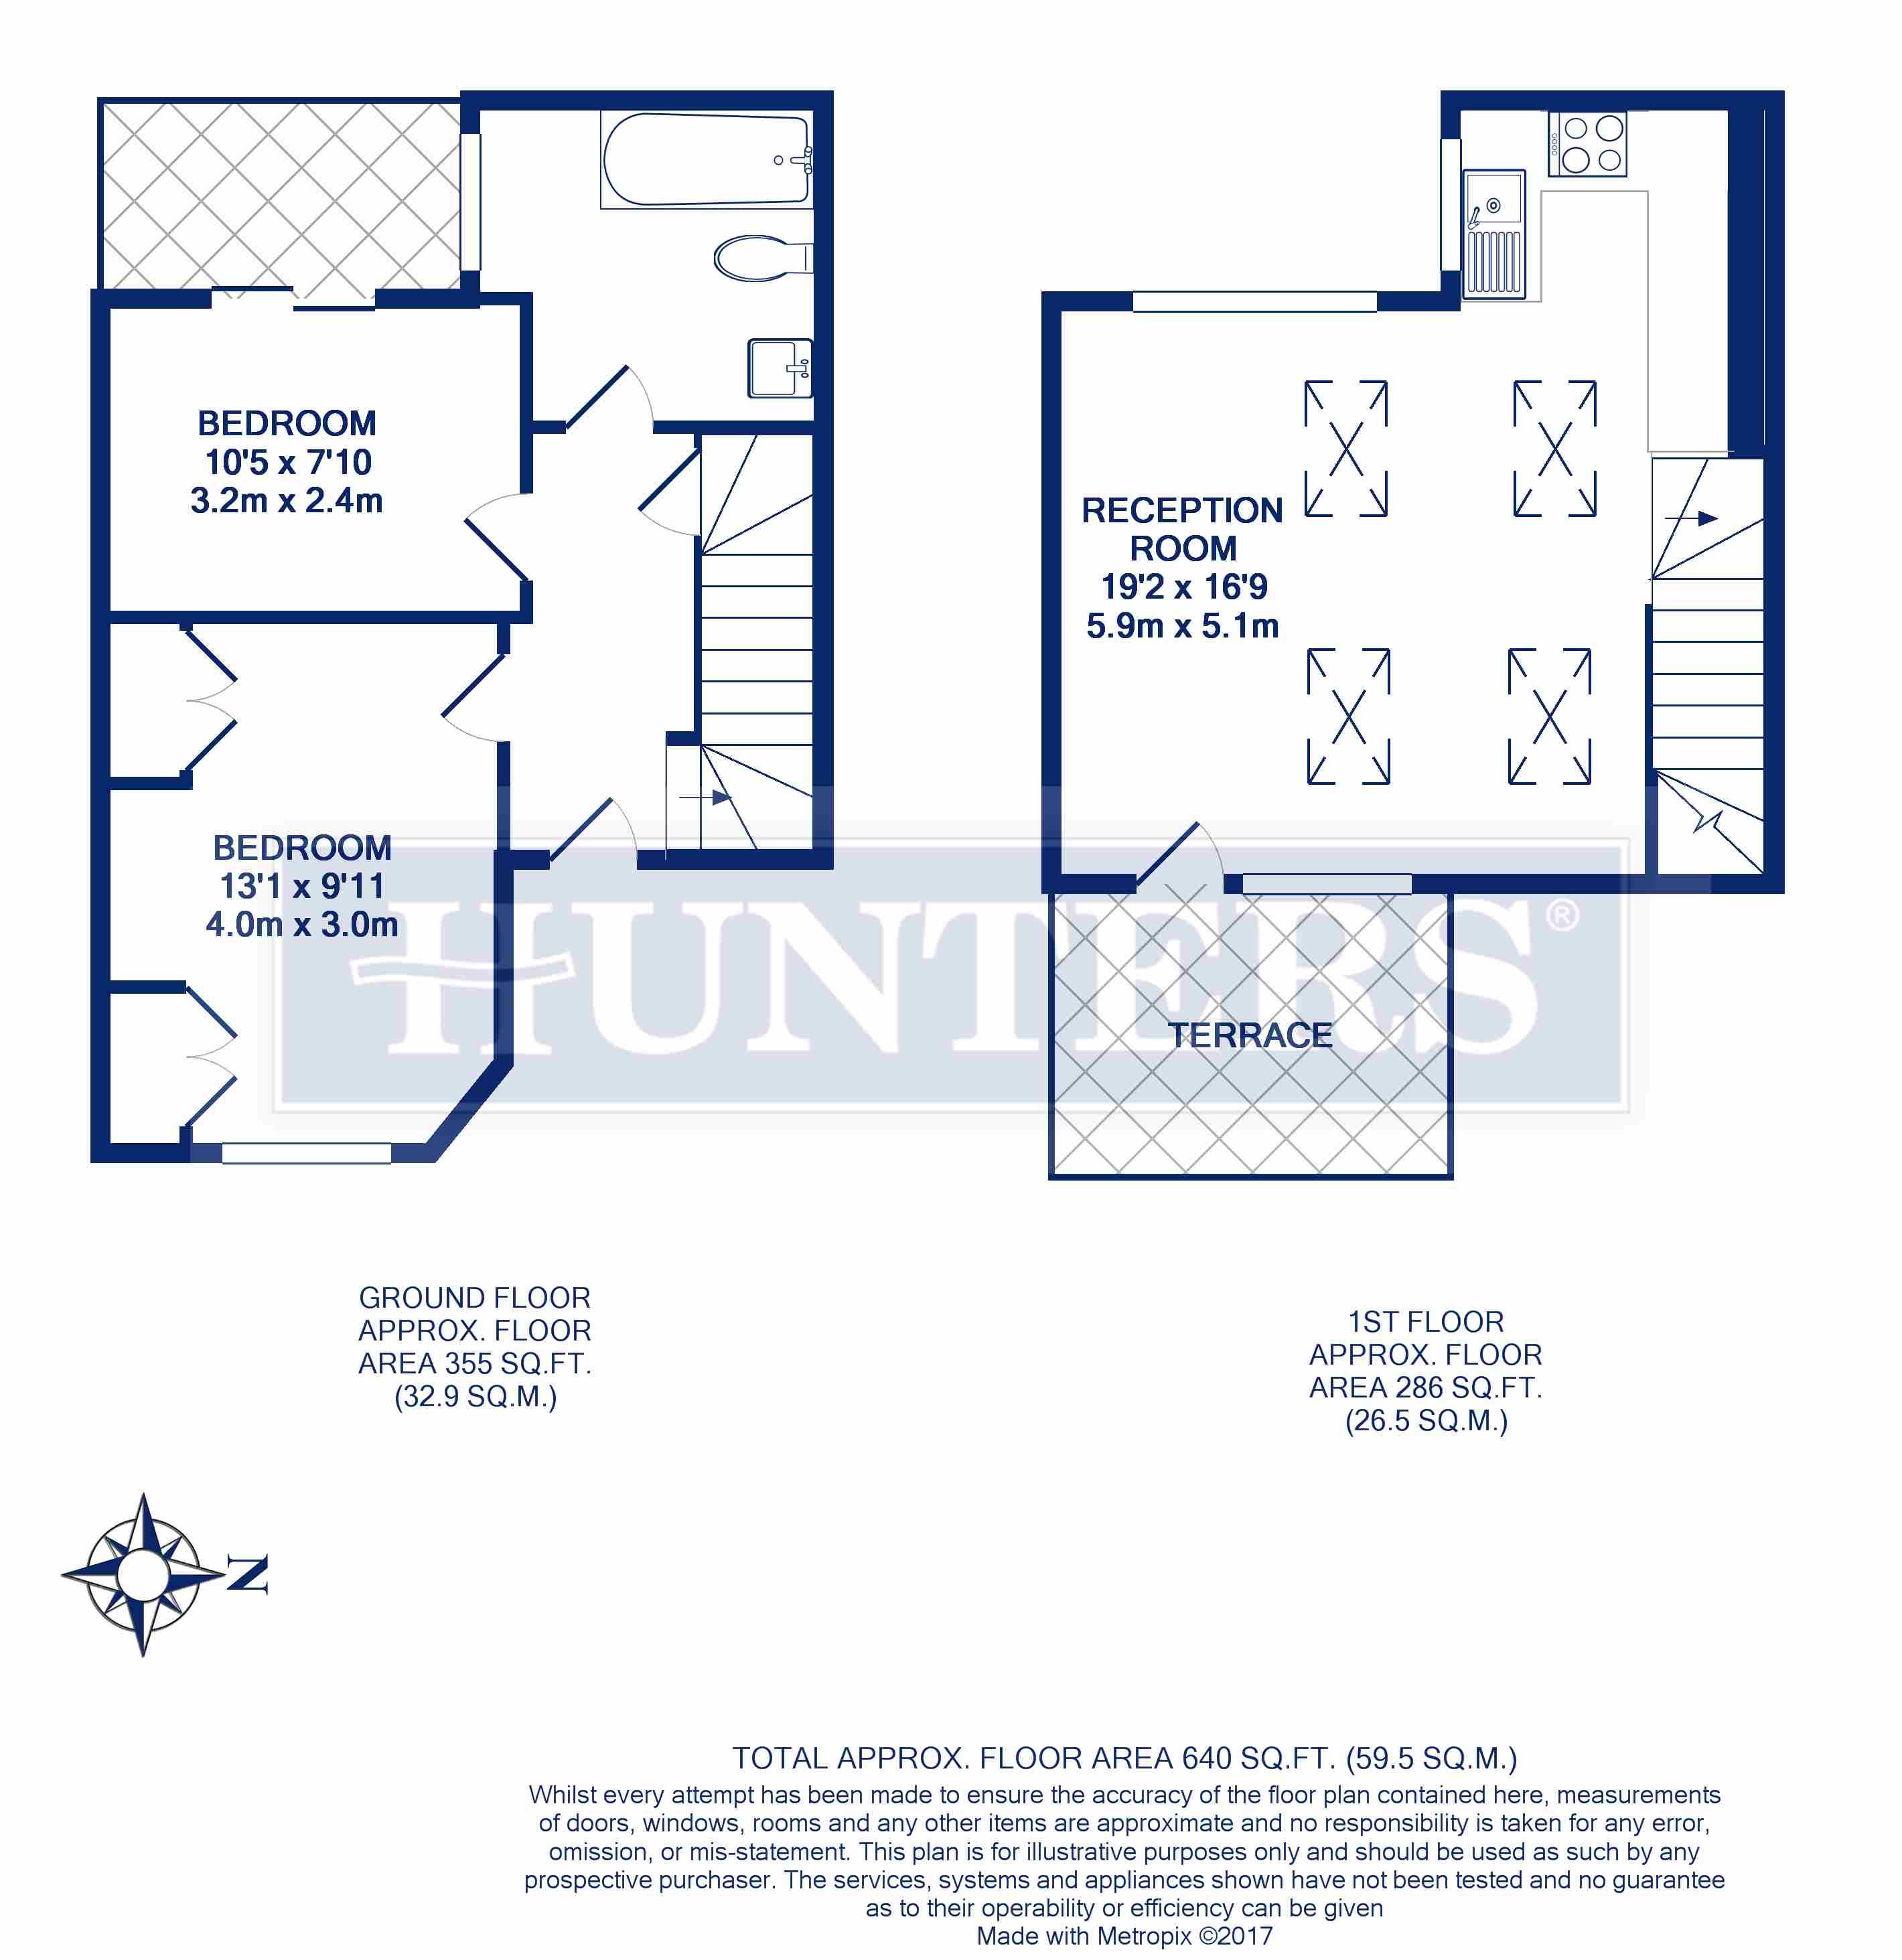 BEDROOM
10'5 x 7'10
3.2m x 2.4m
BEDROOM
13'1 x 9'11
4.0m x 3.0m
RECEPTION
ROOM
19'2 x 16'9
5.9m x 5.1m
HUNTERS®
TERRACE
GROUND FLOOR
APPROX. FLOOR
AREA 355 SQ.FT.
(32.9 SQ.M.)
1ST FLOOR
APPROX. FLOOR
AREA 286 SQ.FT.
(26.5 SQ.M.)
N
TOTAL APPROX. FLOOR AREA 640 SQ.FT. (59.5 SQ.M.)
Whilst every attempt has been made to ensure the accuracy of the floor plan contained here, measurements
of doors, windows, rooms and any other items are approximate and no responsibility is taken for any error,
omission, or mis-statement. This plan is for illustrative purposes only and should be used as such by any
prospective purchaser. The services, systems and appliances shown have not been tested and no guarantee
as to their operability or efficiency can be given
Made with Metropix ©2017